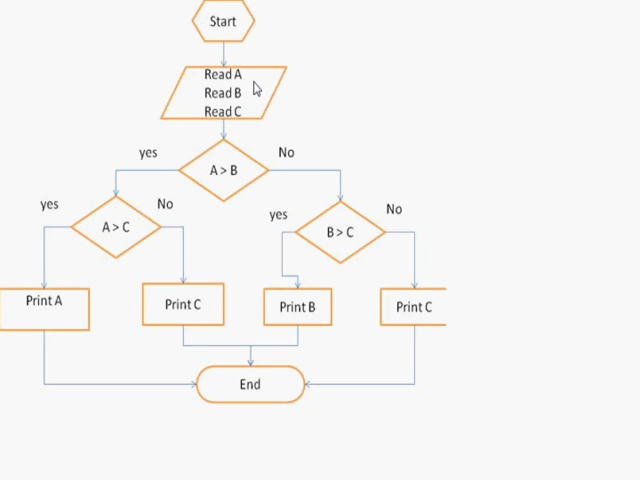 Start
Read A
Read B
Read C
yes
No
A > B
yes
No
yes
No
A > C
B > C
Print A
Print C
Print B
Print C
End